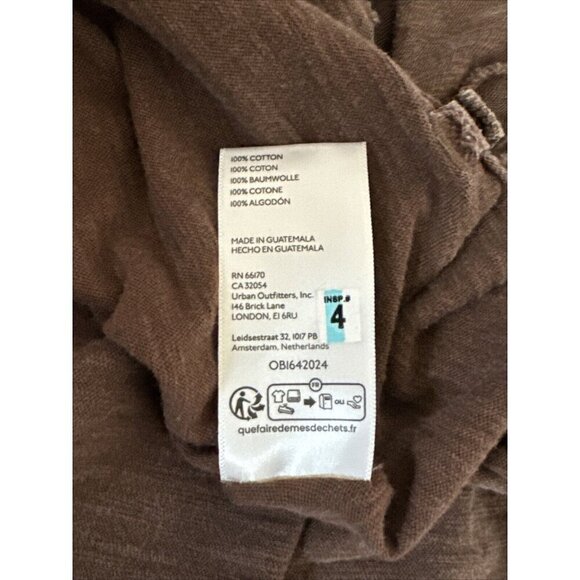 100% COTTON
100% COTON
100% BAUMWOLLE
100% COTONE
100% ALGODÓN
MADE IN GUATEMALA
HECHO EN GUATEMALA
RN 66170
CA 32054
Urban Outfitters, Inc.
146 Brick Lane
LONDON, E1 6RU
INSP.#
4
Leidsestraat 32, 1017 PB
Amsterdam, Netherlands
OB1642024
FR
OU
quefairedemesdechets.fr